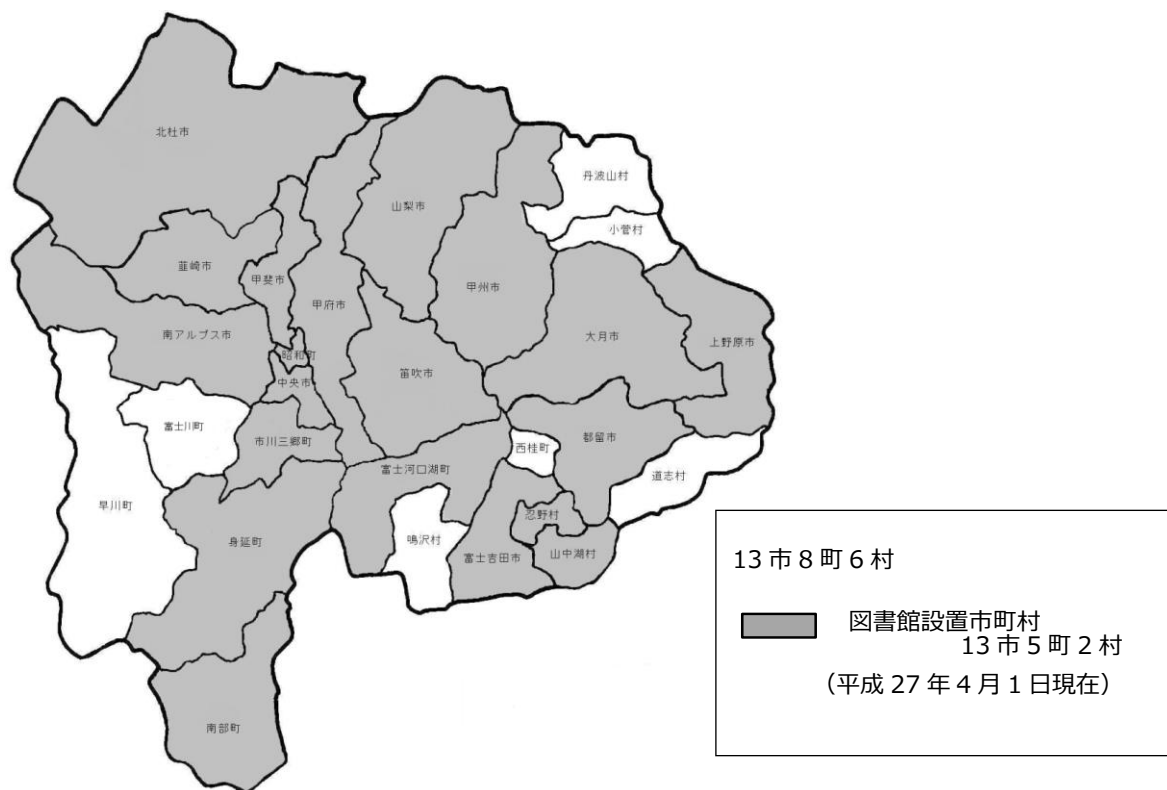 北杜市
丹波山村
山梨市
小菅村
韮崎市
甲斐市
甲府市
甲州市
南アルプス市
大月市
上野原市
昭和町
中央市
笛吹市
富士川町
市川三郷町
西桂町
都留市
富士河口湖町
道志村
早川町
忍野村
身延町
鳴沢村
富士吉田市
山中湖村
南部町
13市8町6村
図書館設置市町村
13市5町2村
(平成27年4月1日現在)